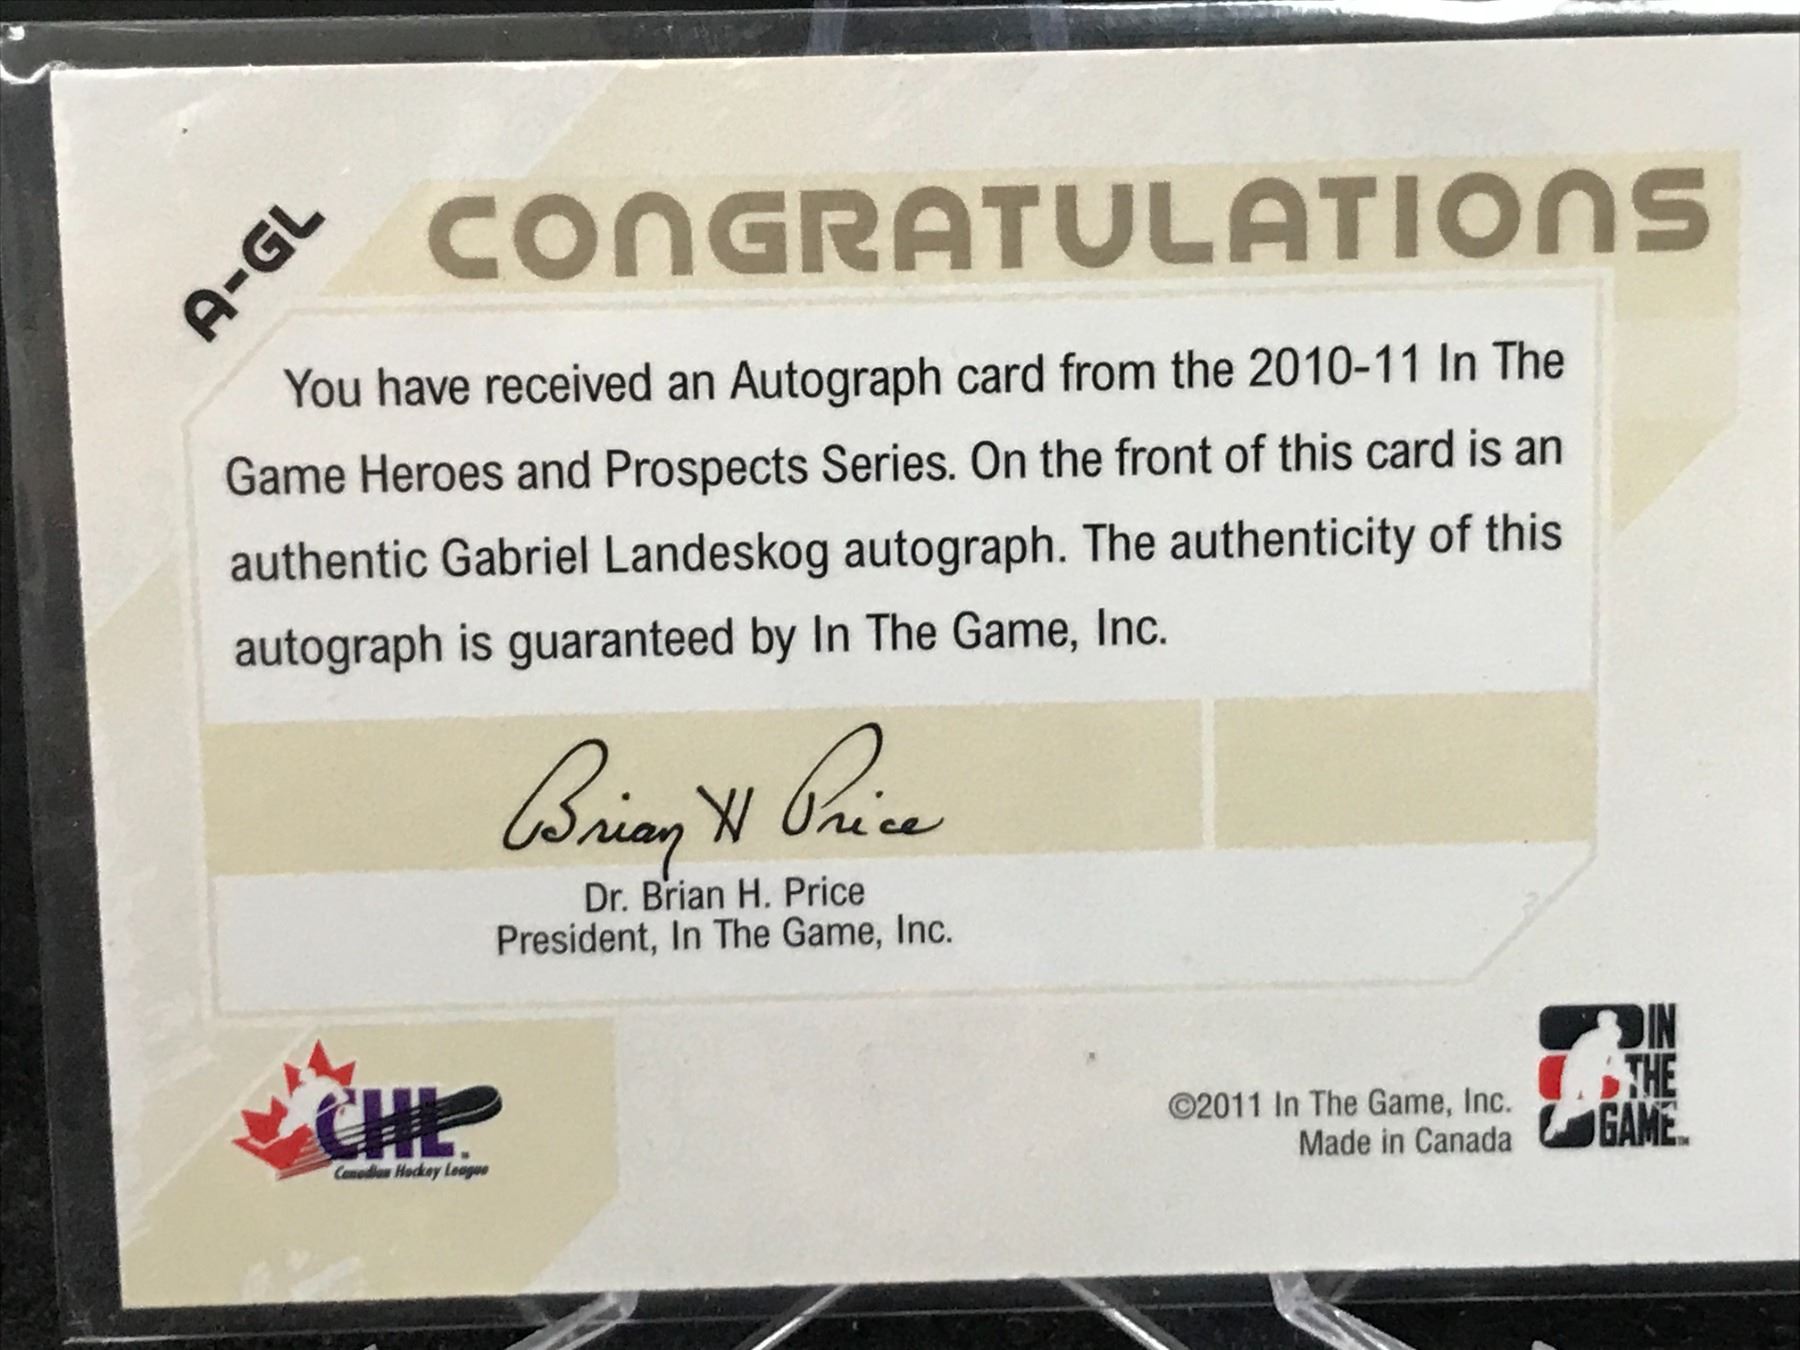 A-GL
CONGRATULATIONS
You have received an Autograph card from the 2010-11 In The
Game Heroes and Prospects Series. On the front of this card is an
authentic Gabriel Landeskog autograph. The authenticity of this
autograph is guaranteed by In The Game, Inc.
Brian H Price
Dr. Brian H. Price
President, In The Game, Inc.
CHL.
Canadian Hockey League
©2011 In The Game, Inc.
Made in Canada
IN
THE
GAME™